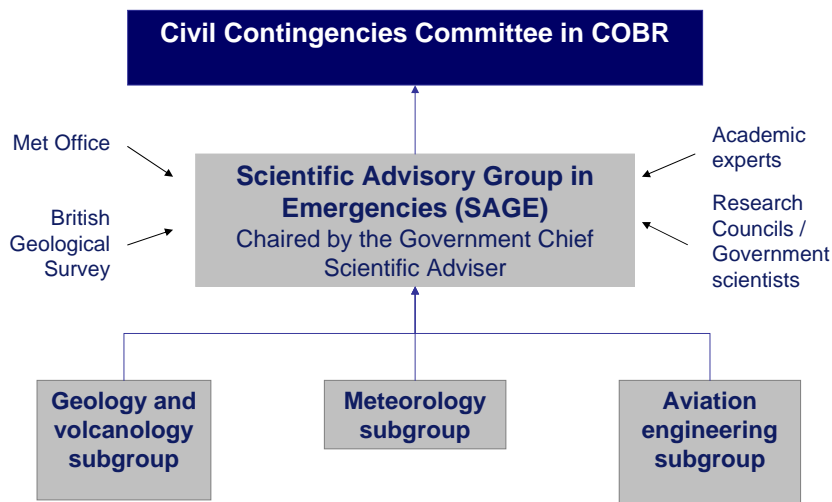 Civil Contingencies Committee in COBR
Met Office
British
Geological
Survey
Scientific Advisory Group in
Emergencies (SAGE)
Chaired by the Government Chief
Scientific Adviser
Academic
experts
Research
Councils /
Government
scientists
Geology and
volcanology
subgroup
Meteorology
subgroup
Aviation
engineering
subgroup